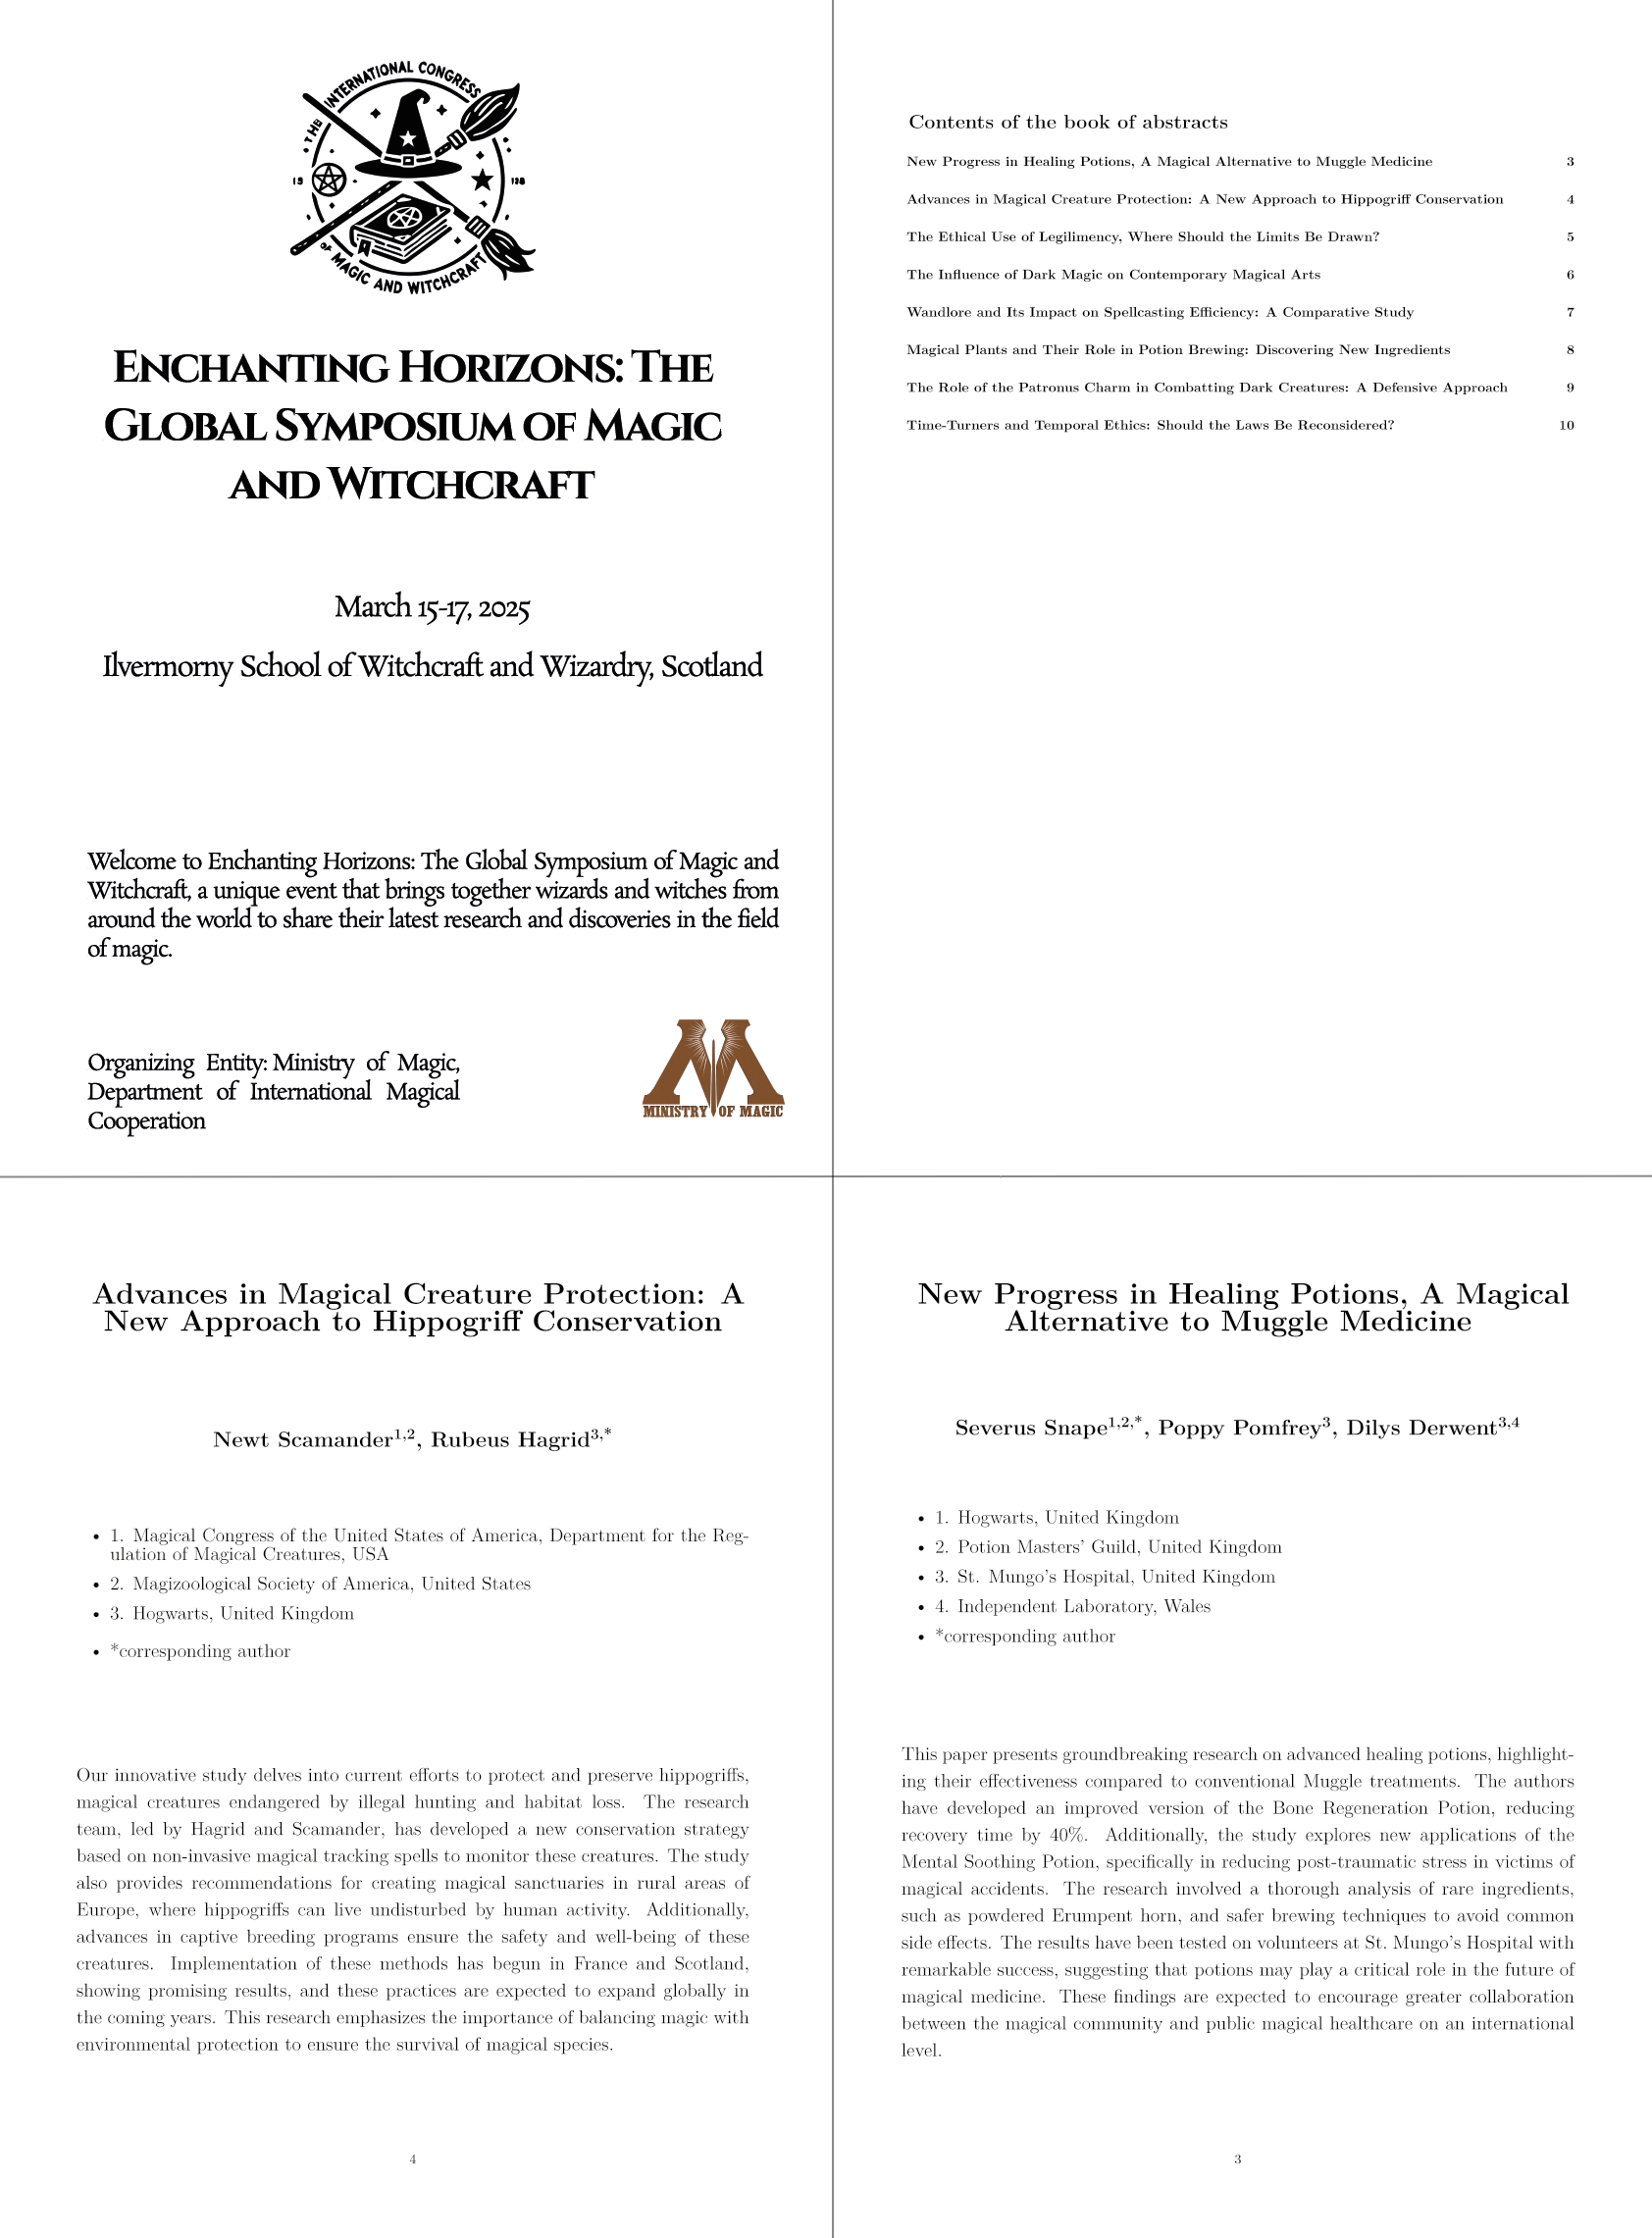 THE INTERNATIONAL CONGRESS
19
138
OF MAGIC AND WITCHCRAFT
Enchanting Horizons: The
Global Symposium of Magic
and Witchcraft
March 15-17, 2025
Ilvermorny School of Witchcraft and Wizardry, Scotland
Welcome to Enchanting Horizons: The Global Symposium of Magic and
Witchcraft, a unique event that brings together wizards and witches from
around the world to share their latest research and discoveries in the field
of magic.
Organizing Entity: Ministry of Magic,
Department of International Magical
Cooperation
MINISTRY OF MAGIC
Contents of the book of abstracts
New Progress in Healing Potions, A Magical Alternative to Muggle Medicine 3
Advances in Magical Creature Protection: A New Approach to Hippogriff Conservation 4
The Ethical Use of Legilimency, Where Should the Limits Be Drawn? 5
The Influence of Dark Magic on Contemporary Magical Arts 6
Wandlore and Its Impact on Spellcasting Efficiency: A Comparative Study 7
Magical Plants and Their Role in Potion Brewing: Discovering New Ingredients 8
The Role of the Patronus Charm in Combatting Dark Creatures: A Defensive Approach 9
Time-Turners and Temporal Ethics: Should the Laws Be Reconsidered? 10
Advances in Magical Creature Protection: A
New Approach to Hippogriff Conservation
Newt Scamander1,2, Rubeus Hagrid3,*
• 1. Magical Congress of the United States of America, Department for the Reg-
ulation of Magical Creatures, USA
• 2. Magizoological Society of America, United States
• 3. Hogwarts, United Kingdom
• *corresponding author
Our innovative study delves into current efforts to protect and preserve hippogriffs,
magical creatures endangered by illegal hunting and habitat loss. The research
team, led by Hagrid and Scamander, has developed a new conservation strategy
based on non-invasive magical tracking spells to monitor these creatures. The study
also provides recommendations for creating magical sanctuaries in rural areas of
Europe, where hippogriffs can live undisturbed by human activity. Additionally,
advances in captive breeding programs ensure the safety and well-being of these
creatures. Implementation of these methods has begun in France and Scotland,
showing promising results, and these practices are expected to expand globally in
the coming years. This research emphasizes the importance of balancing magic with
environmental protection to ensure the survival of magical species.
4
New Progress in Healing Potions, A Magical
Alternative to Muggle Medicine
Severus Snape1,2,*, Poppy Pomfrey3, Dilys Derwent3,4
• 1. Hogwarts, United Kingdom
• 2. Potion Masters' Guild, United Kingdom
• 3. St. Mungo's Hospital, United Kingdom
• 4. Independent Laboratory, Wales
• *corresponding author
This paper presents groundbreaking research on advanced healing potions, highlight-
ing their effectiveness compared to conventional Muggle treatments. The authors
have developed an improved version of the Bone Regeneration Potion, reducing
recovery time by 40%. Additionally, the study explores new applications of the
Mental Soothing Potion, specifically in reducing post-traumatic stress in victims of
magical accidents. The research involved a thorough analysis of rare ingredients,
such as powdered Erumpent horn, and safer brewing techniques to avoid common
side effects. The results have been tested on volunteers at St. Mungo's Hospital with
remarkable success, suggesting that potions may play a critical role in the future of
magical medicine. These findings are expected to encourage greater collaboration
between the magical community and public magical healthcare on an international
level.
3